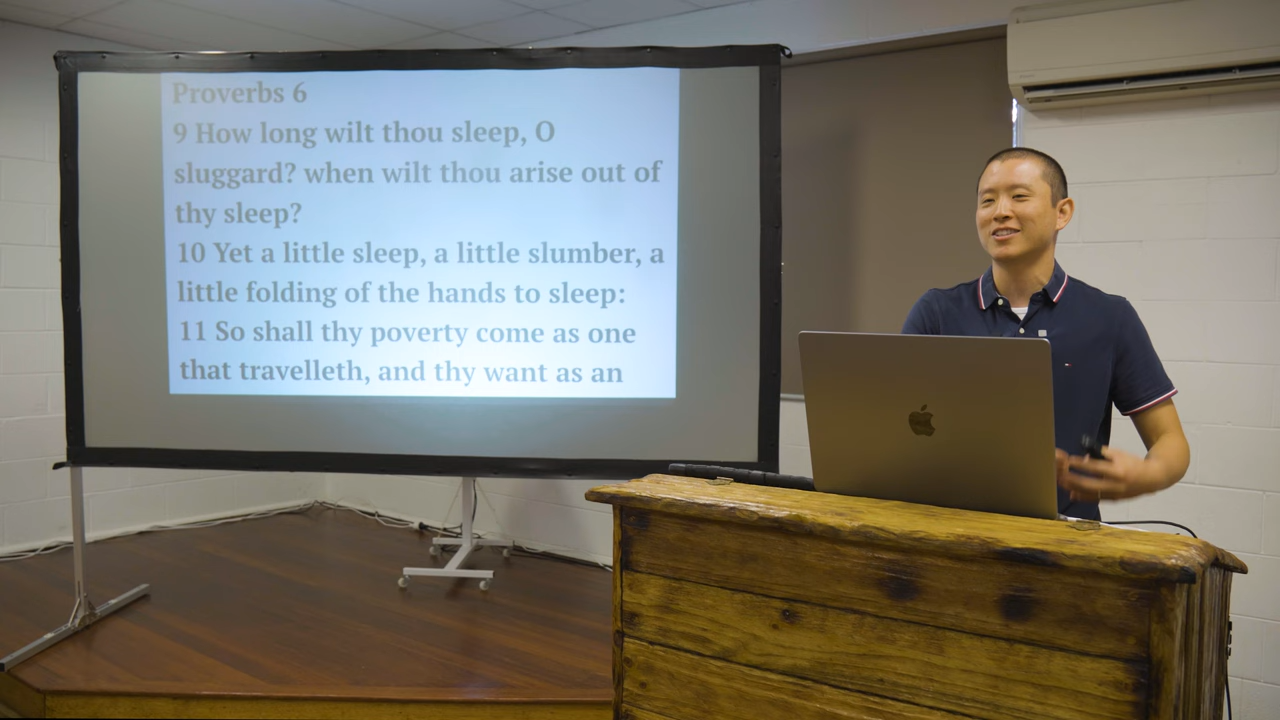 Proverbs 6
9 How long wilt thou sleep, O
sluggard? when wilt thou arise out of
thy sleep?
10 Yet a little sleep, a little slumber, a
little folding of the hands to sleep:
11 So shall thy poverty come as one
that travelleth, and thy want as an